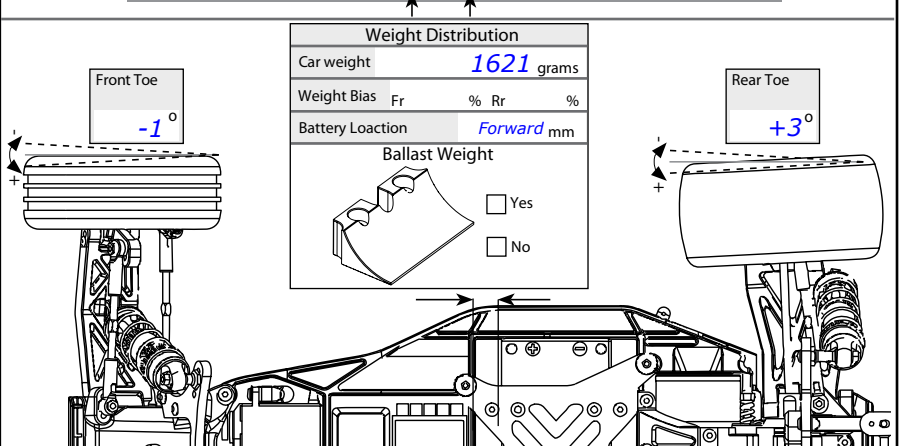 Weight Distribution
Car weight 1621 grams
Weight Bias Fr % Rr %
Battery Loaction Forward mm
Ballast Weight
Yes
No
Front Toe
-1°
-
+
Rear Toe
+3°
-
+